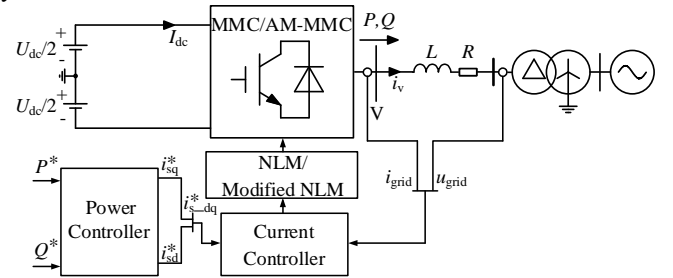 MMC/AM-MMC
P, Q
+
U_dc/2
-
I_dc
L
R
+
U_dc/2
-
i_v
V
NLM/
Modified NLM
i_grid
u_grid
P*
i*_sq
i*_s_dq
Power
Controller
Current
Controller
Q*
i*_sd